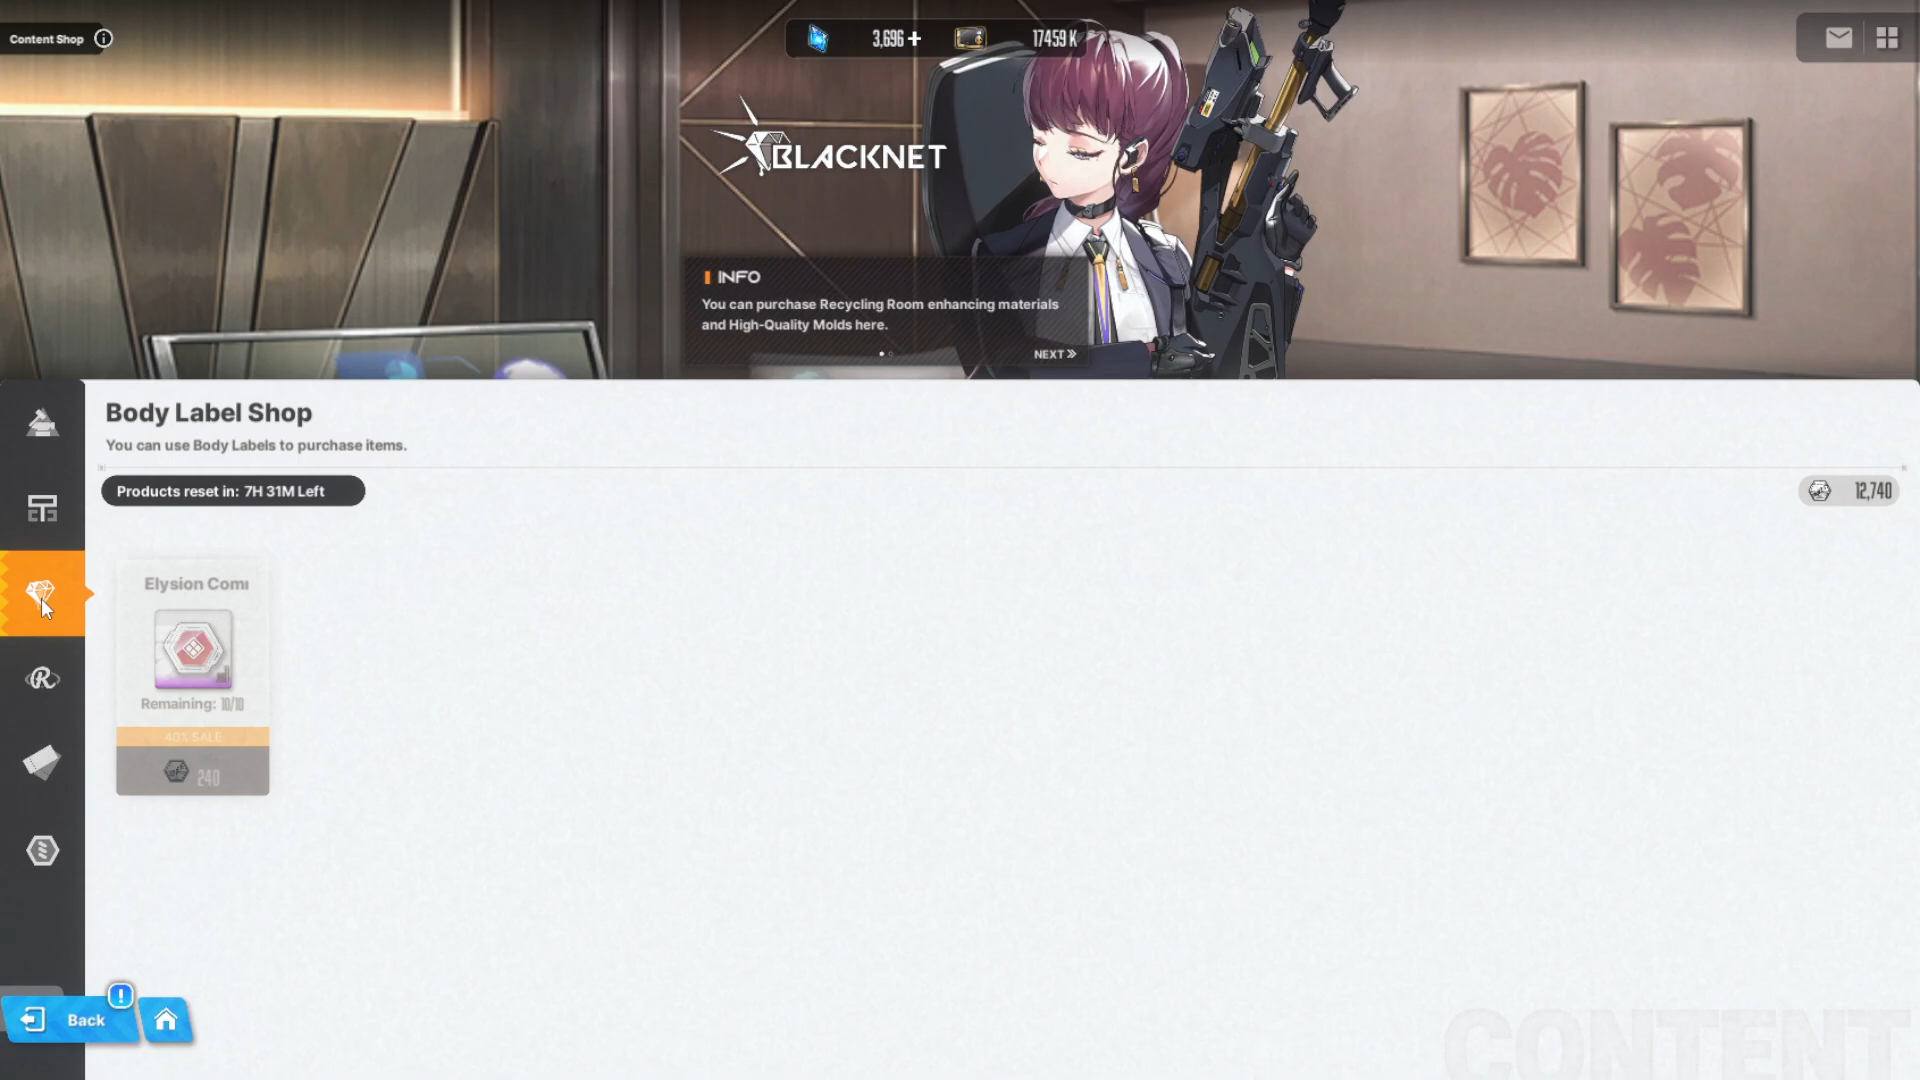 Content Shop
3,696
17459 K
BLACKNET
INFO
You can purchase Recycling Room enhancing materials
and High-Quality Molds here.
NEXT
Body Label Shop
You can use Body Labels to purchase items.
Products reset in: 7H 31M Left
12,740
Elysion Com
Remaining: 10/10
40% SALE
240
Back
CONTENT